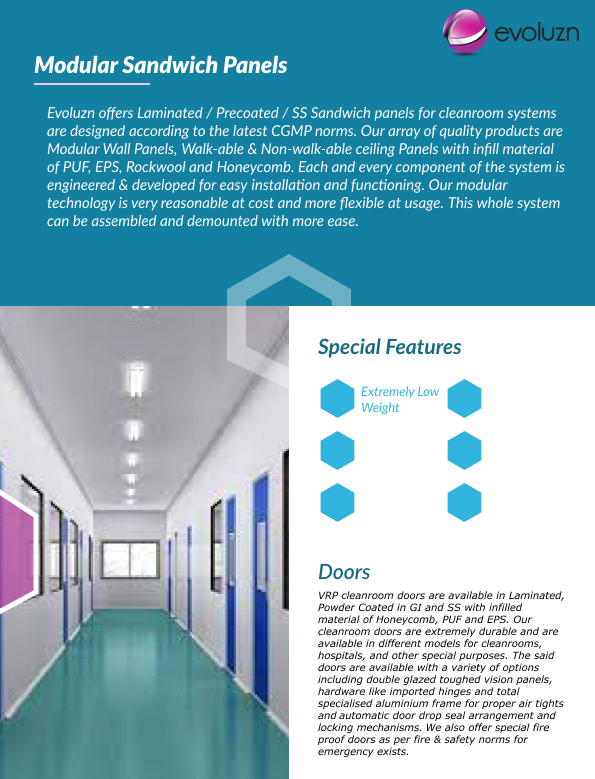 evoluzn
Modular Sandwich Panels
Evoluzn offers Laminated / Precoated / SS Sandwich panels for cleanroom systems
are designed according to the latest CGMP norms. Our array of quality products are
Modular Wall Panels, Walk-able & Non-walk-able ceiling Panels with infill material
of PUF, EPS, Rockwool and Honeycomb. Each and every component of the system is
engineered & developed for easy installation and functioning. Our modular
technology is very reasonable at cost and more flexible at usage. This whole system
can be assembled and demounted with more ease.
Special Features
Extremely Low
Weight
Doors
VRP cleanroom doors are available in Laminated,
Powder Coated in GI and SS with infilled
material of Honeycomb, PUF and EPS. Our
cleanroom doors are extremely durable and are
available in different models for cleanrooms,
hospitals, and other special purposes. The said
doors are available with a variety of options
including double glazed toughed vision panels,
hardware like imported hinges and total
specialised aluminium frame for proper air tights
and automatic door drop seal arrangement and
locking mechanisms. We also offer special fire
proof doors as per fire & safety norms for
emergency exists.